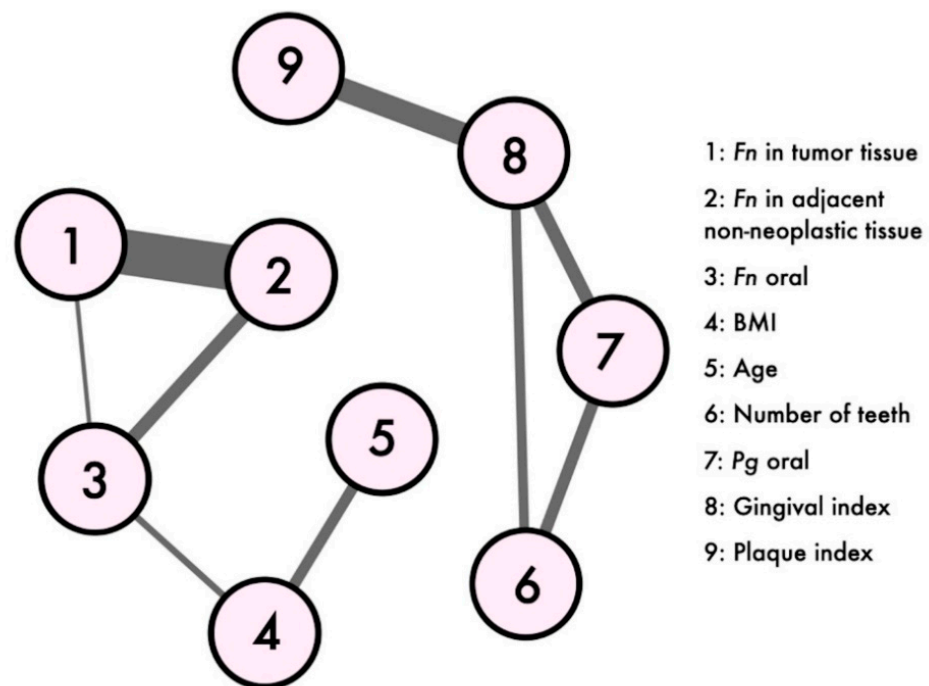 9
8
1
2
7
5
3
6
4
1: Fn in tumor tissue
2: Fn in adjacent
non-neoplastic tissue
3: Fn oral
4: BMI
5: Age
6: Number of teeth
7: Pg oral
8: Gingival index
9: Plaque index